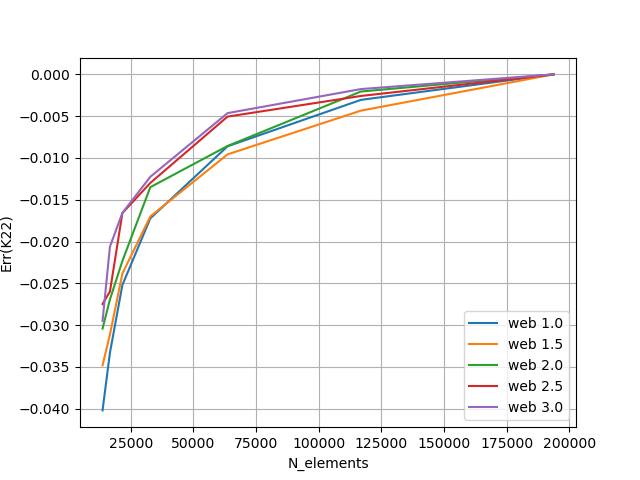 0.000
−0.005
−0.010
−0.015
−0.020
−0.025
−0.030
−0.035
−0.040
Err(K22)
web 1.0
web 1.5
web 2.0
web 2.5
web 3.0
25000 50000 75000 100000 125000 150000 175000 200000
N_elements